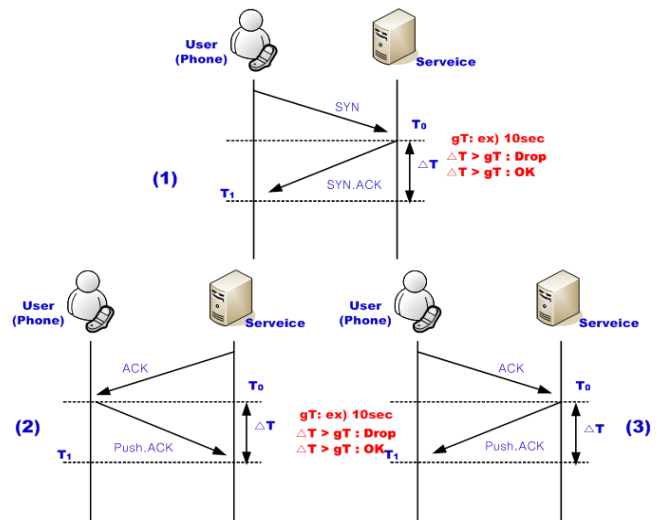 User
(Phone)
Serveice
SYN
T₀
gT: ex) 10sec
△T > gT : Drop
△T
△T > gT : OK
(1)
SYN.ACK
T₁
User
(Phone)
Serveice
User
(Phone)
Serveice
ACK
T₀
ACK
T₀
gT: ex) 10sec
(2)
△T
△T > gT : Drop
△T
(3)
Push.ACK
△T > gT : OK
Push.ACK
T₁
T₁